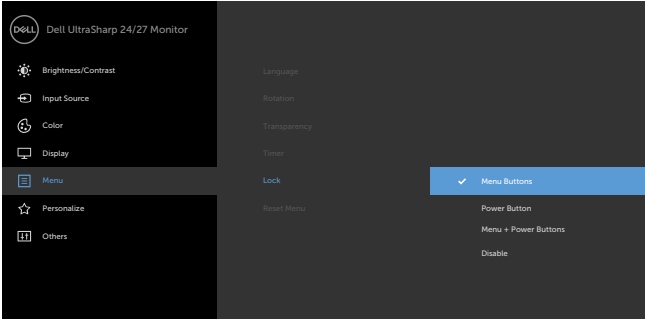 DELL
Dell UltraSharp 24/27 Monitor
Brightness/Contrast
Input Source
Color
Display
Menu
Personalize
Others
Language
Rotation
Transparency
Timer
Lock
Reset Menu
Menu Buttons
Power Button
Menu + Power Buttons
Disable